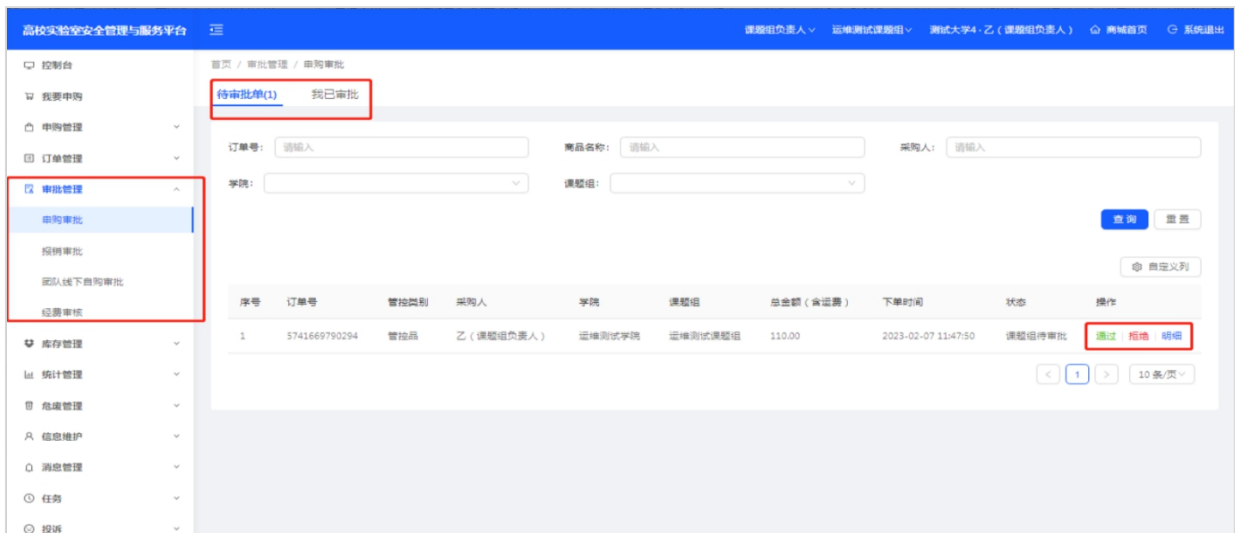 高校实验室安全管理与服务平台 课题组负责人 运维测试课题组 测试大学4 - 乙（课题组负责人） 商城首页 系统退出
控制台
我要申购
申购管理
订单管理
审批管理
申购审批
报销审批
团队线下自购审批
经费审核
库存管理
统计管理
危废管理
信息维护
消息管理
任务
投诉
首页 / 审批管理 / 申购审批
待审批单(1) 我已审批
订单号： 请输入 商品名称： 请输入 采购人： 请输入
学院： 课题组：
查询 重置
自定义列
序号 订单号 管控类别 采购人 学院 课题组 总金额（含运费） 下单时间 状态 操作
1 5741669790294 管控品 乙（课题组负责人） 运维测试学院 运维测试课题组 110.00 2023-02-07 11:47:50 课题组待审批 通过 拒绝 明细
< 1 > 10 条/页